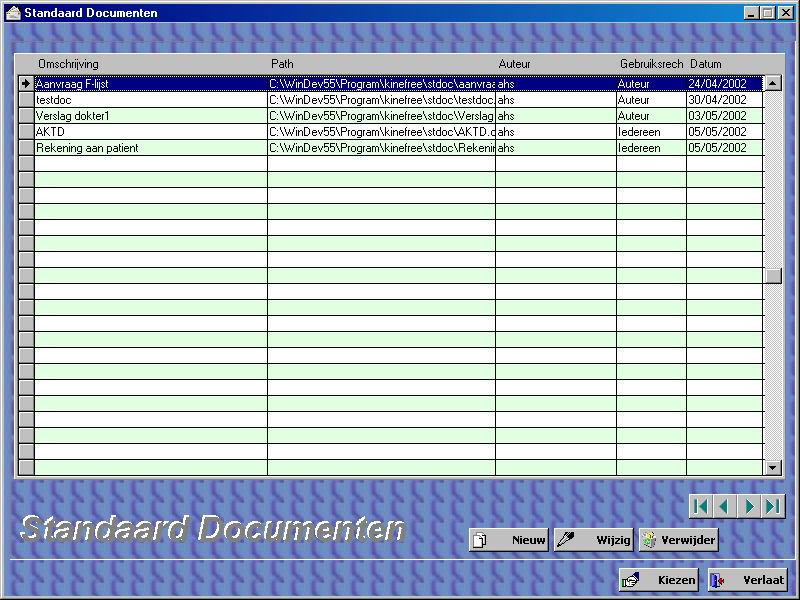 Standaard Documenten
Omschrijving Path Auteur Gebruiksrech Datum
Aanvraag F-lijst C:\WinDev55\Program\kinefree\stdoc\aanvraa ahs Auteur 24/04/2002
testdoc C:\WinDev55\Program\kinefree\stdoc\testdoc. ahs Auteur 30/04/2002
Verslag dokter1 C:\WinDev55\Program\kinefree\stdoc\Verslag ahs Auteur 03/05/2002
AKTD C:\WinDev55\Program\kinefree\stdoc\AKTD.d ahs Iedereen 05/05/2002
Rekening aan patient C:\WinDev55\Program\kinefree\stdoc\Rekenin ahs Iedereen 05/05/2002
Standaard Documenten
Nieuw Wijzig Verwijder
Kiezen Verlaat